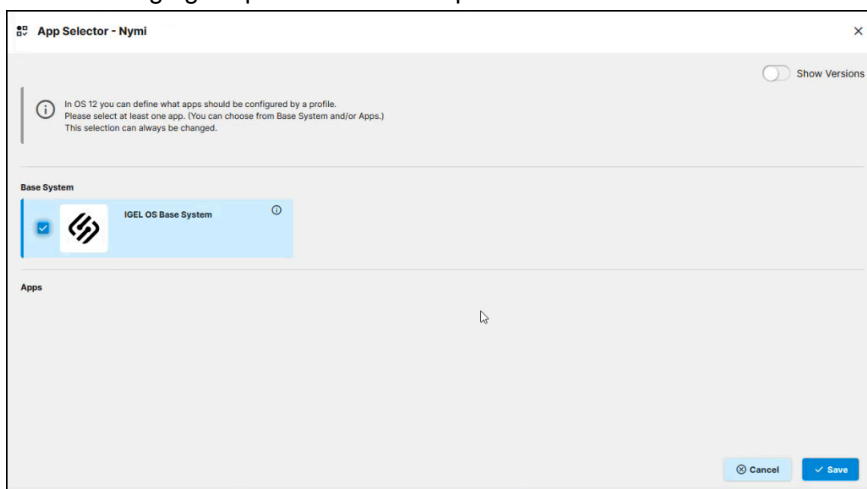 App Selector - Nymi
Show Versions
In OS 12 you can define what apps should be configured by a profile.
Please select at least one app. (You can choose from Base System and/or Apps.)
This selection can always be changed.
Base System
IGEL OS Base System
Apps
Cancel
Save